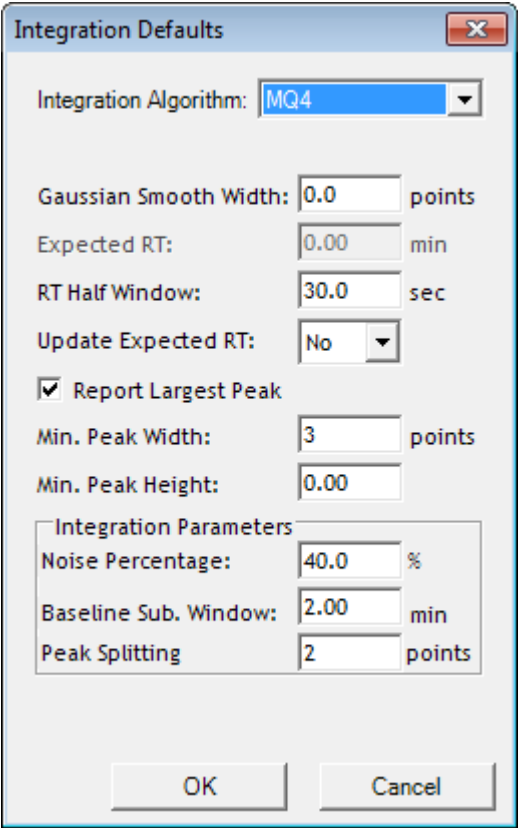 Integration Defaults
Integration Algorithm: MQ4
Gaussian Smooth Width: 0.0 points
Expected RT: 0.00 min
RT Half Window: 30.0 sec
Update Expected RT: No
Report Largest Peak
Min. Peak Width: 3 points
Min. Peak Height: 0.00
Integration Parameters
Noise Percentage: 40.0 %
Baseline Sub. Window: 2.00 min
Peak Splitting 2 points
OK Cancel